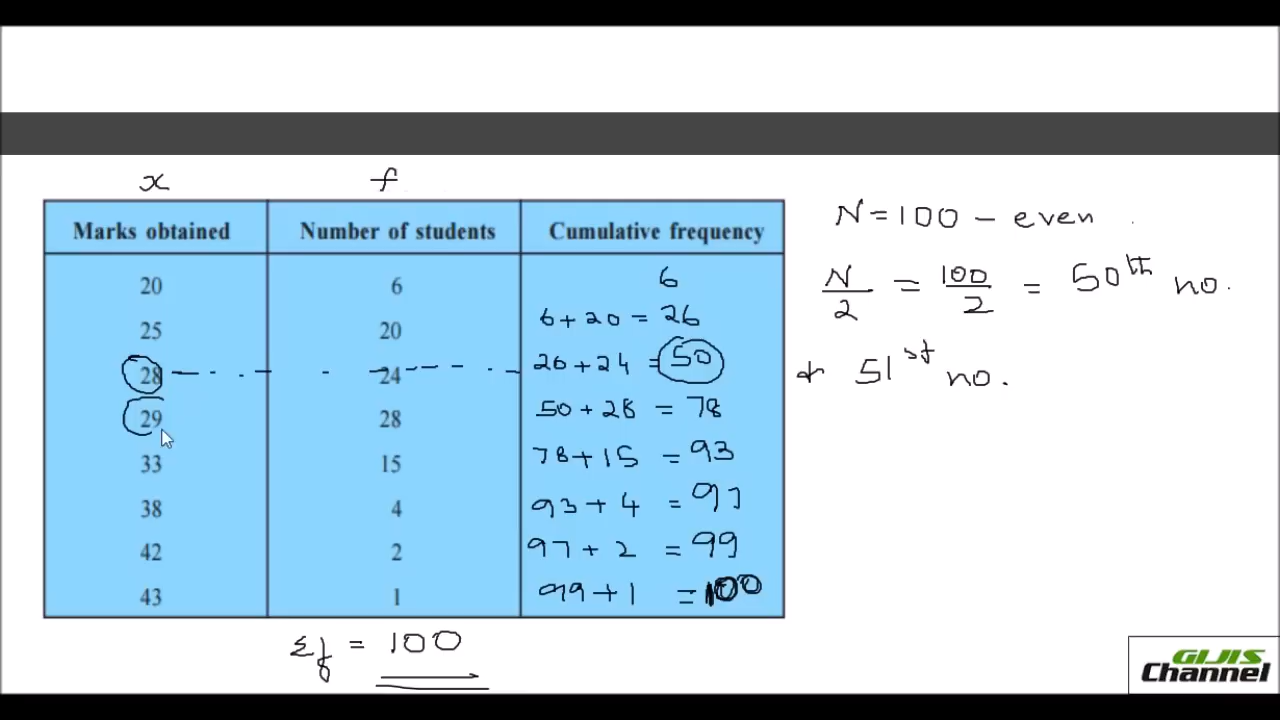 x f
Marks obtained Number of students Cumulative frequency
20 6 6
25 20 6 + 20 = 26
28 24 26 + 24 = 50
29 28 50 + 28 = 78
33 15 78 + 15 = 93
38 4 93 + 4 = 97
42 2 97 + 2 = 99
43 1 99 + 1 = 100
Σf = 100
N = 100 – even
N/2 = 100/2 = 50th no.
& 51st no.
GIJIS
Channel